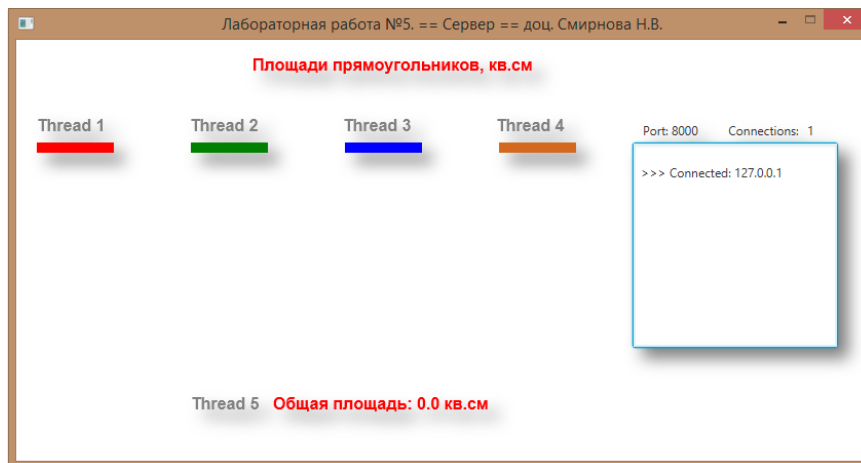 Лабораторная работа №5. == Сервер == доц. Смирнова Н.В.
Площади прямоугольников, кв.см
Thread 1 Thread 2 Thread 3 Thread 4
Port: 8000 Connections: 1
>>> Connected: 127.0.0.1
Thread 5 Общая площадь: 0.0 кв.см